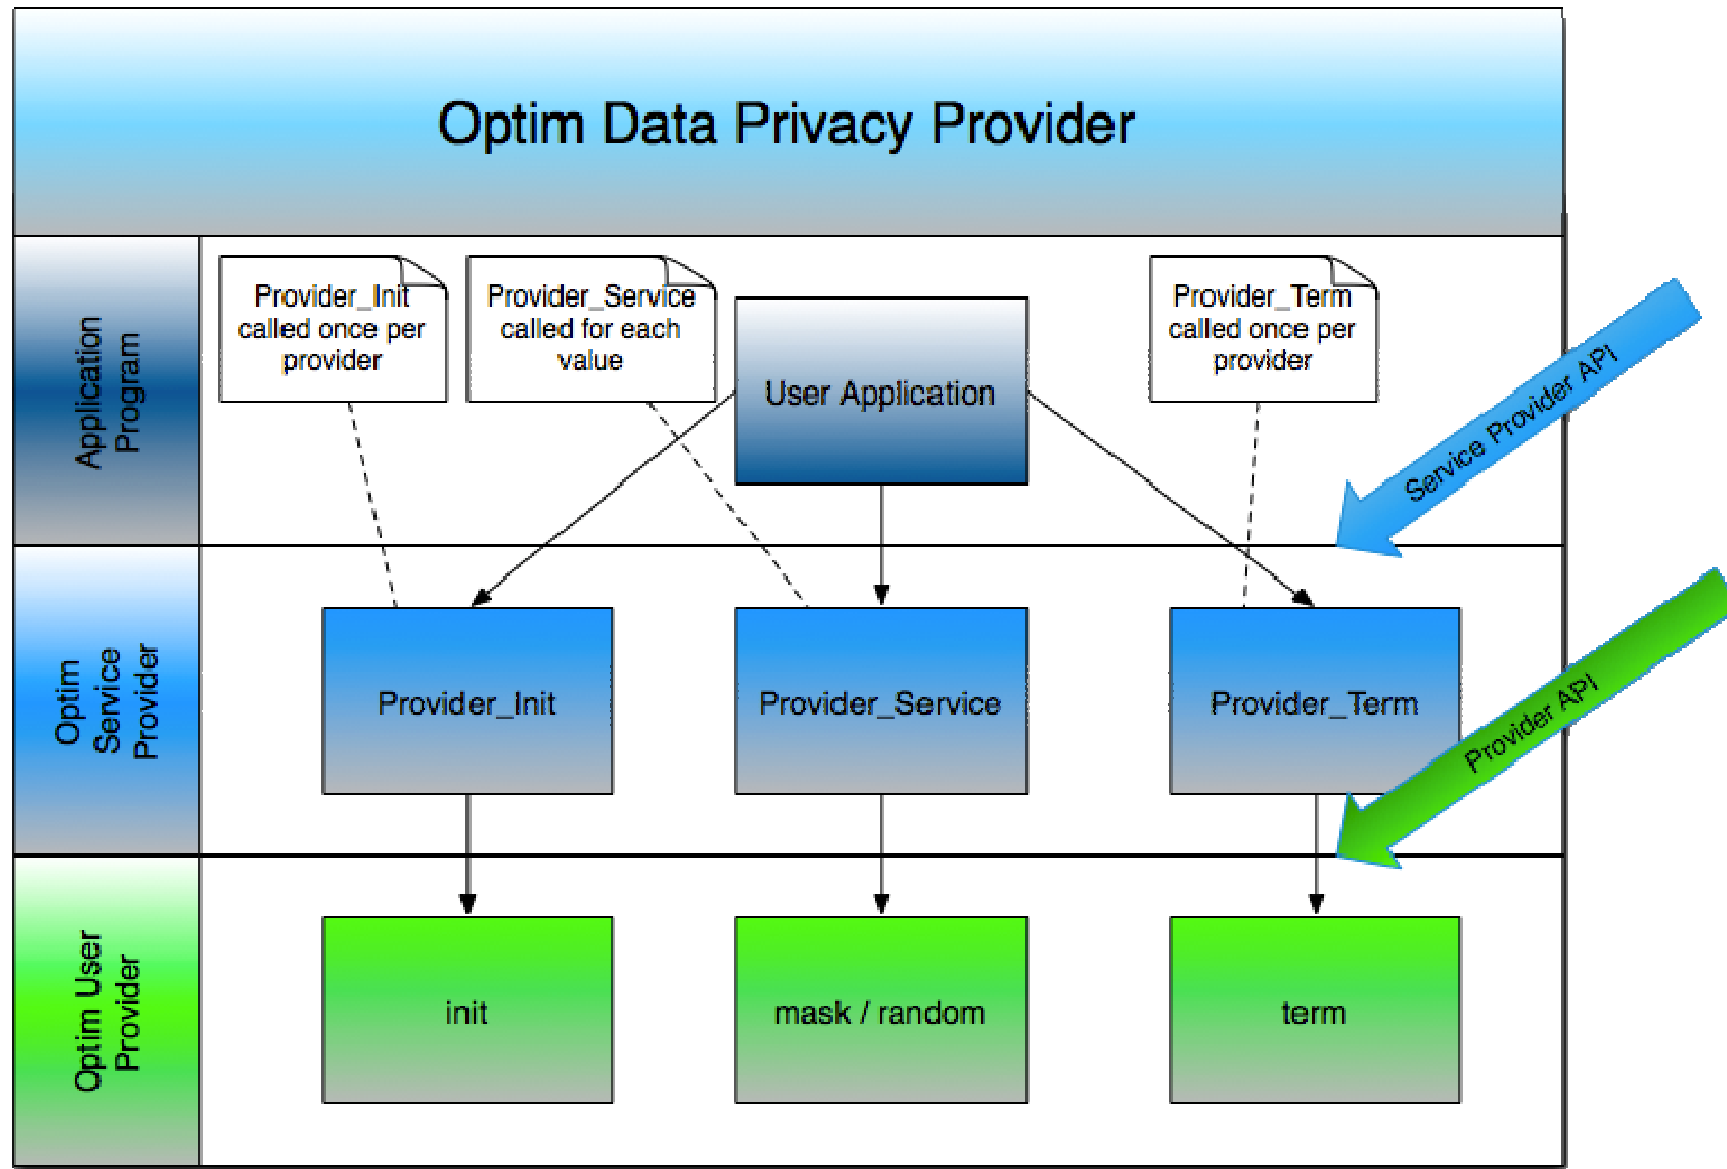 Optim Data Privacy Provider
Application
Program
Provider_Init
called once per
provider
Provider_Service
called for each
value
User Application
Provider_Term
called once per
provider
Service Provider API
Optim
Service
Provider
Provider_Init
Provider_Service
Provider_Term
Provider API
Optim User
Provider
init
mask / random
term